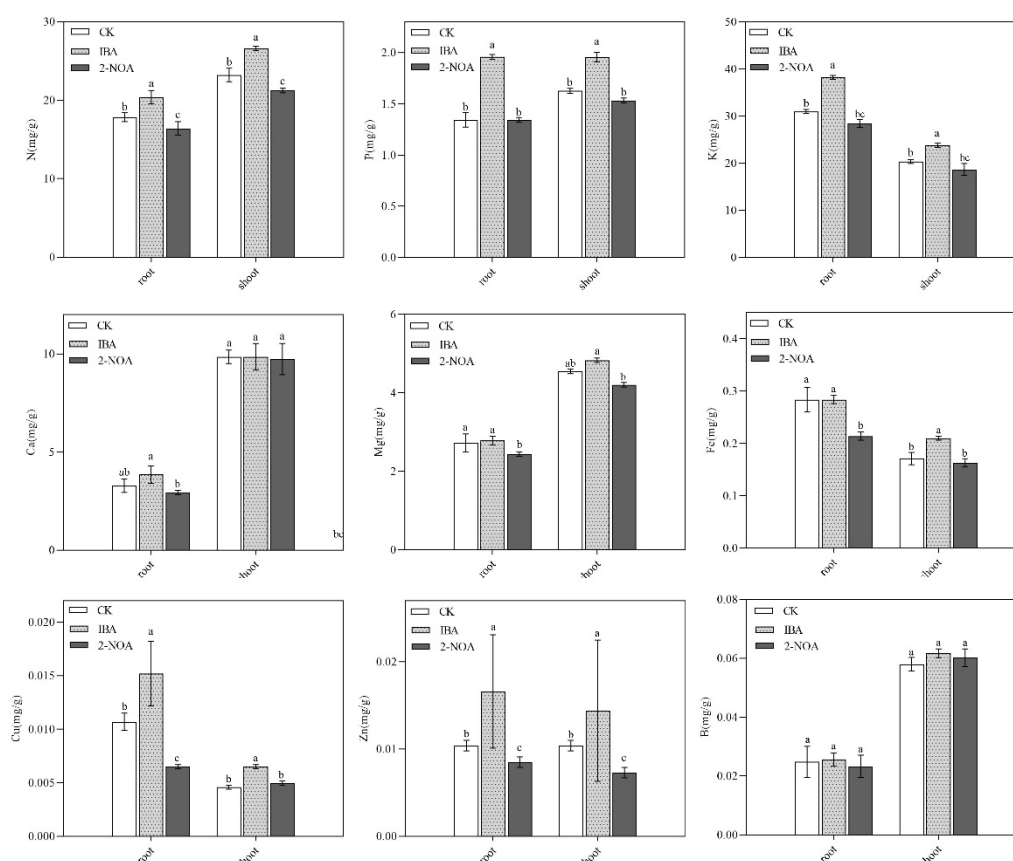 N(mg/g)
30
20
10
0
CK
IBA
2-NOA
b
a
c
b
a
c
root
shoot
P(mg/g)
2.0
1.5
1.0
0.5
0.0
CK
IBA
2-NOA
b
a
b
b
a
b
root
shoot
K(mg/g)
50
40
30
20
10
0
CK
IBA
2-NOA
b
a
bc
b
a
bc
root
shoot
Ca(mg/g)
10
5
0
CK
IBA
2-NOA
ab
a
b
a
a
a
bc
root
shoot
Mg(mg/g)
6
4
2
0
CK
IBA
2-NOA
a
a
b
ab
a
b
root
shoot
Fe(mg/g)
0.4
0.3
0.2
0.1
0.0
CK
IBA
2-NOA
a
a
b
b
a
b
root
shoot
Cu(mg/g)
0.020
0.015
0.010
0.005
0.000
CK
IBA
2-NOA
b
a
c
b
a
b
root
shoot
Zn(mg/g)
0.02
0.01
0.00
CK
IBA
2-NOA
b
a
c
b
a
c
root
shoot
B(mg/g)
0.08
0.06
0.04
0.02
0.00
CK
IBA
2-NOA
a
a
a
a
a
a
root
shoot